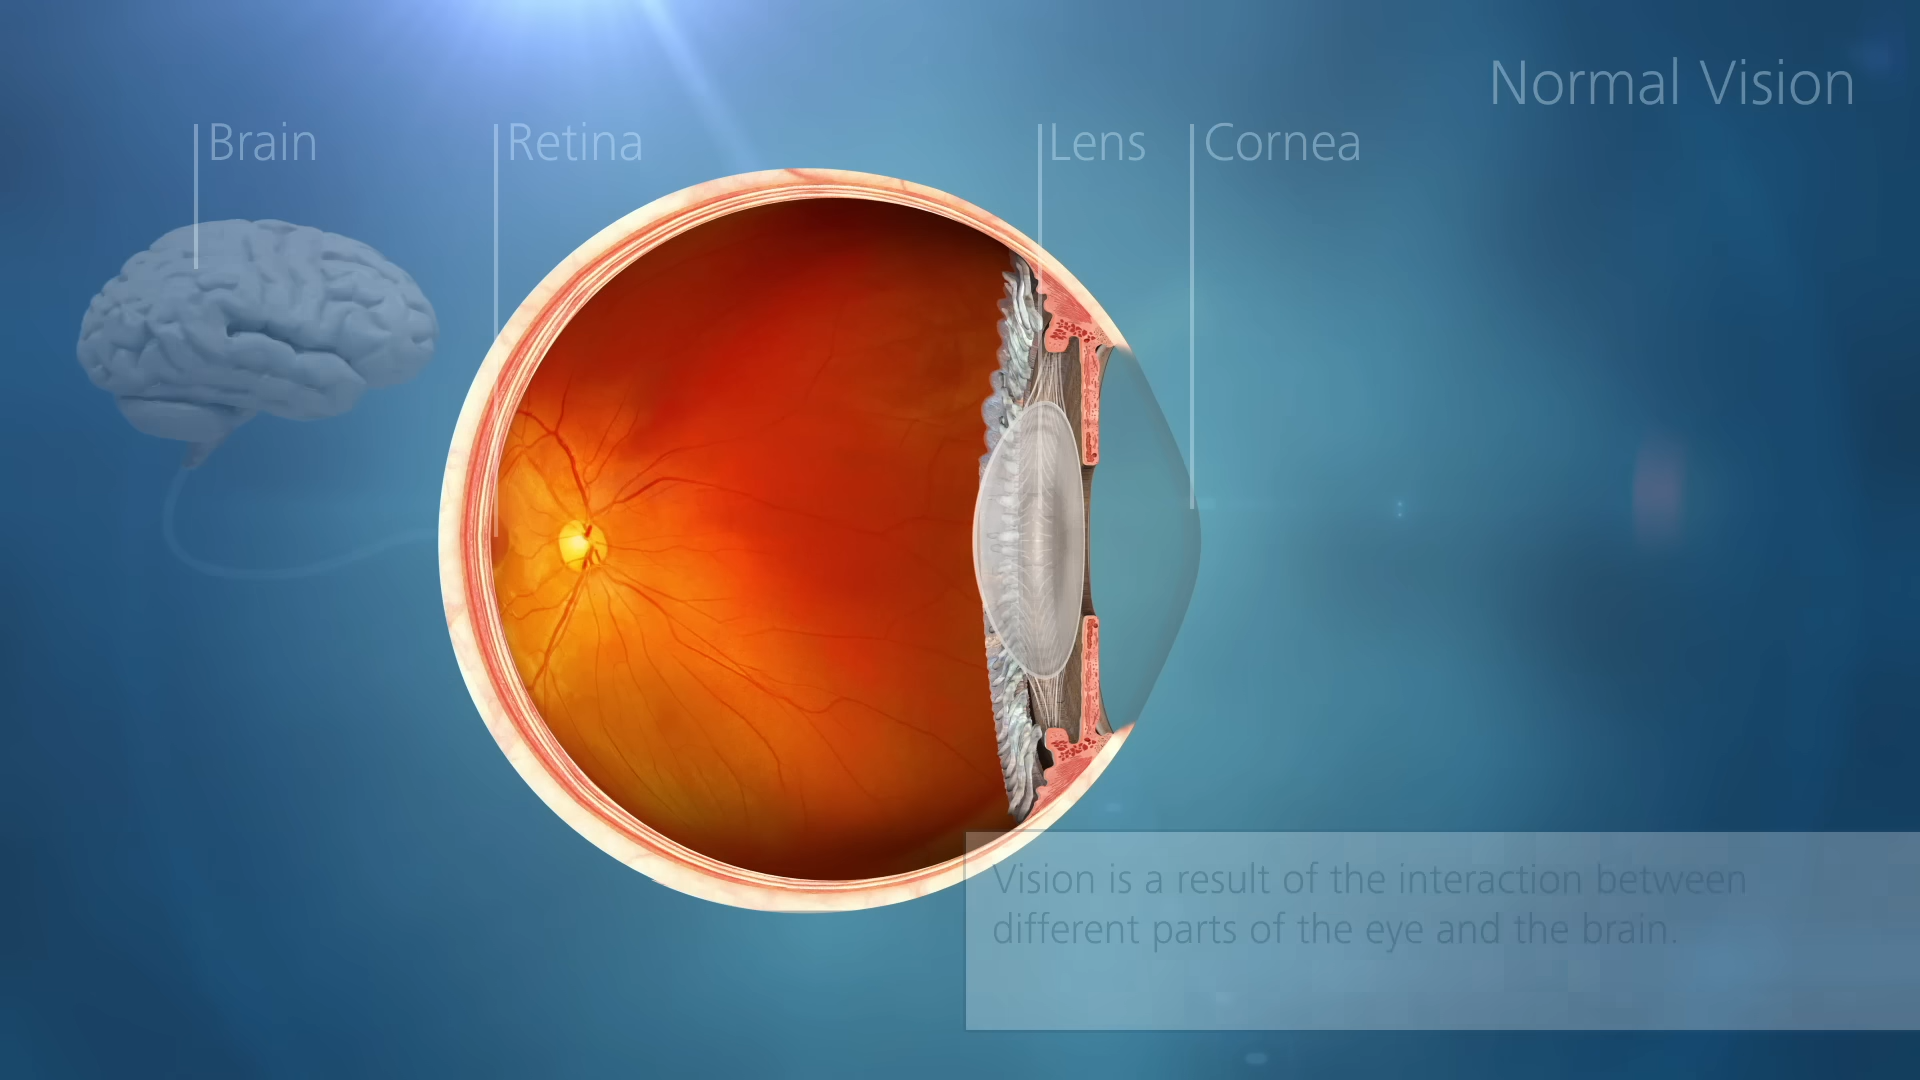 Normal Vision
Brain
Retina
Lens
Cornea
Vision is a result of the interaction between
different parts of the eye and the brain.